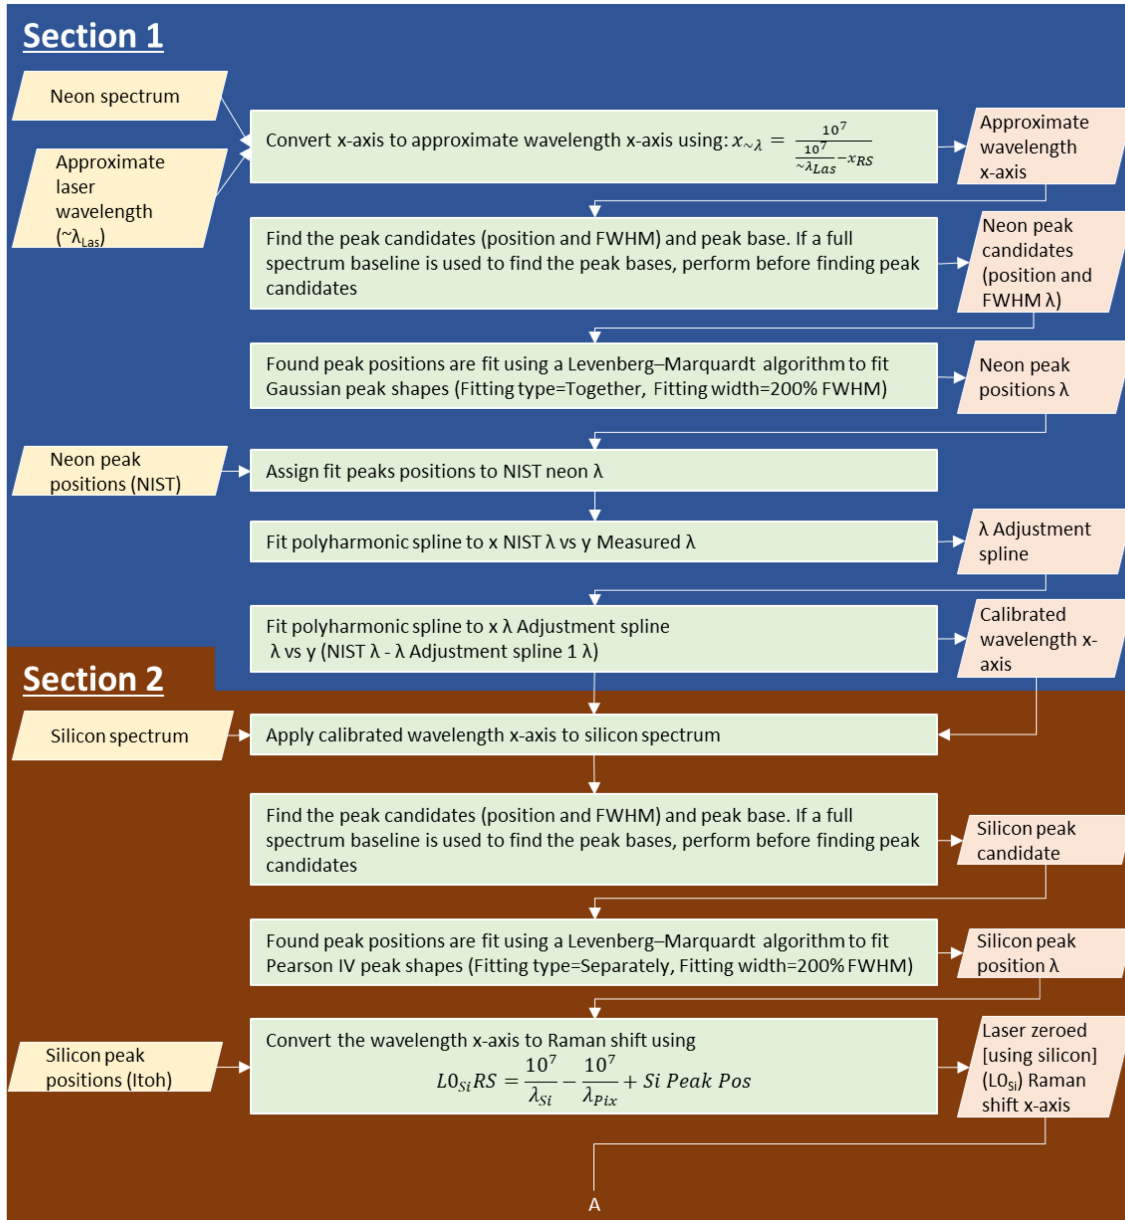 Section 1
Neon spectrum
Approximate
laser
wavelength
(~λ_Las)
Convert x-axis to approximate wavelength x-axis using: x_~λ = 10^7 / (10^7/~λ_Las − x_RS)
Approximate
wavelength
x-axis
Find the peak candidates (position and FWHM) and peak base. If a full
spectrum baseline is used to find the peak bases, perform before finding peak
candidates
Neon peak
candidates
(position and
FWHM λ)
Found peak positions are fit using a Levenberg–Marquardt algorithm to fit
Gaussian peak shapes (Fitting type=Together, Fitting width=200% FWHM)
Neon peak
positions λ
Neon peak
positions (NIST)
Assign fit peaks positions to NIST neon λ
Fit polyharmonic spline to x NIST λ vs y Measured λ
λ Adjustment
spline
Fit polyharmonic spline to x λ Adjustment spline
λ vs y (NIST λ - λ Adjustment spline 1 λ)
Calibrated
wavelength x-
axis
Section 2
Silicon spectrum
Apply calibrated wavelength x-axis to silicon spectrum
Find the peak candidates (position and FWHM) and peak base. If a full
spectrum baseline is used to find the peak bases, perform before finding peak
candidates
Silicon peak
candidate
Found peak positions are fit using a Levenberg–Marquardt algorithm to fit
Pearson IV peak shapes (Fitting type=Separately, Fitting width=200% FWHM)
Silicon peak
position λ
Silicon peak
positions (Itoh)
Convert the wavelength x-axis to Raman shift using
L0_Si RS = 10^7/λ_Si − 10^7/λ_Pix + Si Peak Pos
Laser zeroed
[using silicon]
(L0_Si) Raman
shift x-axis
A